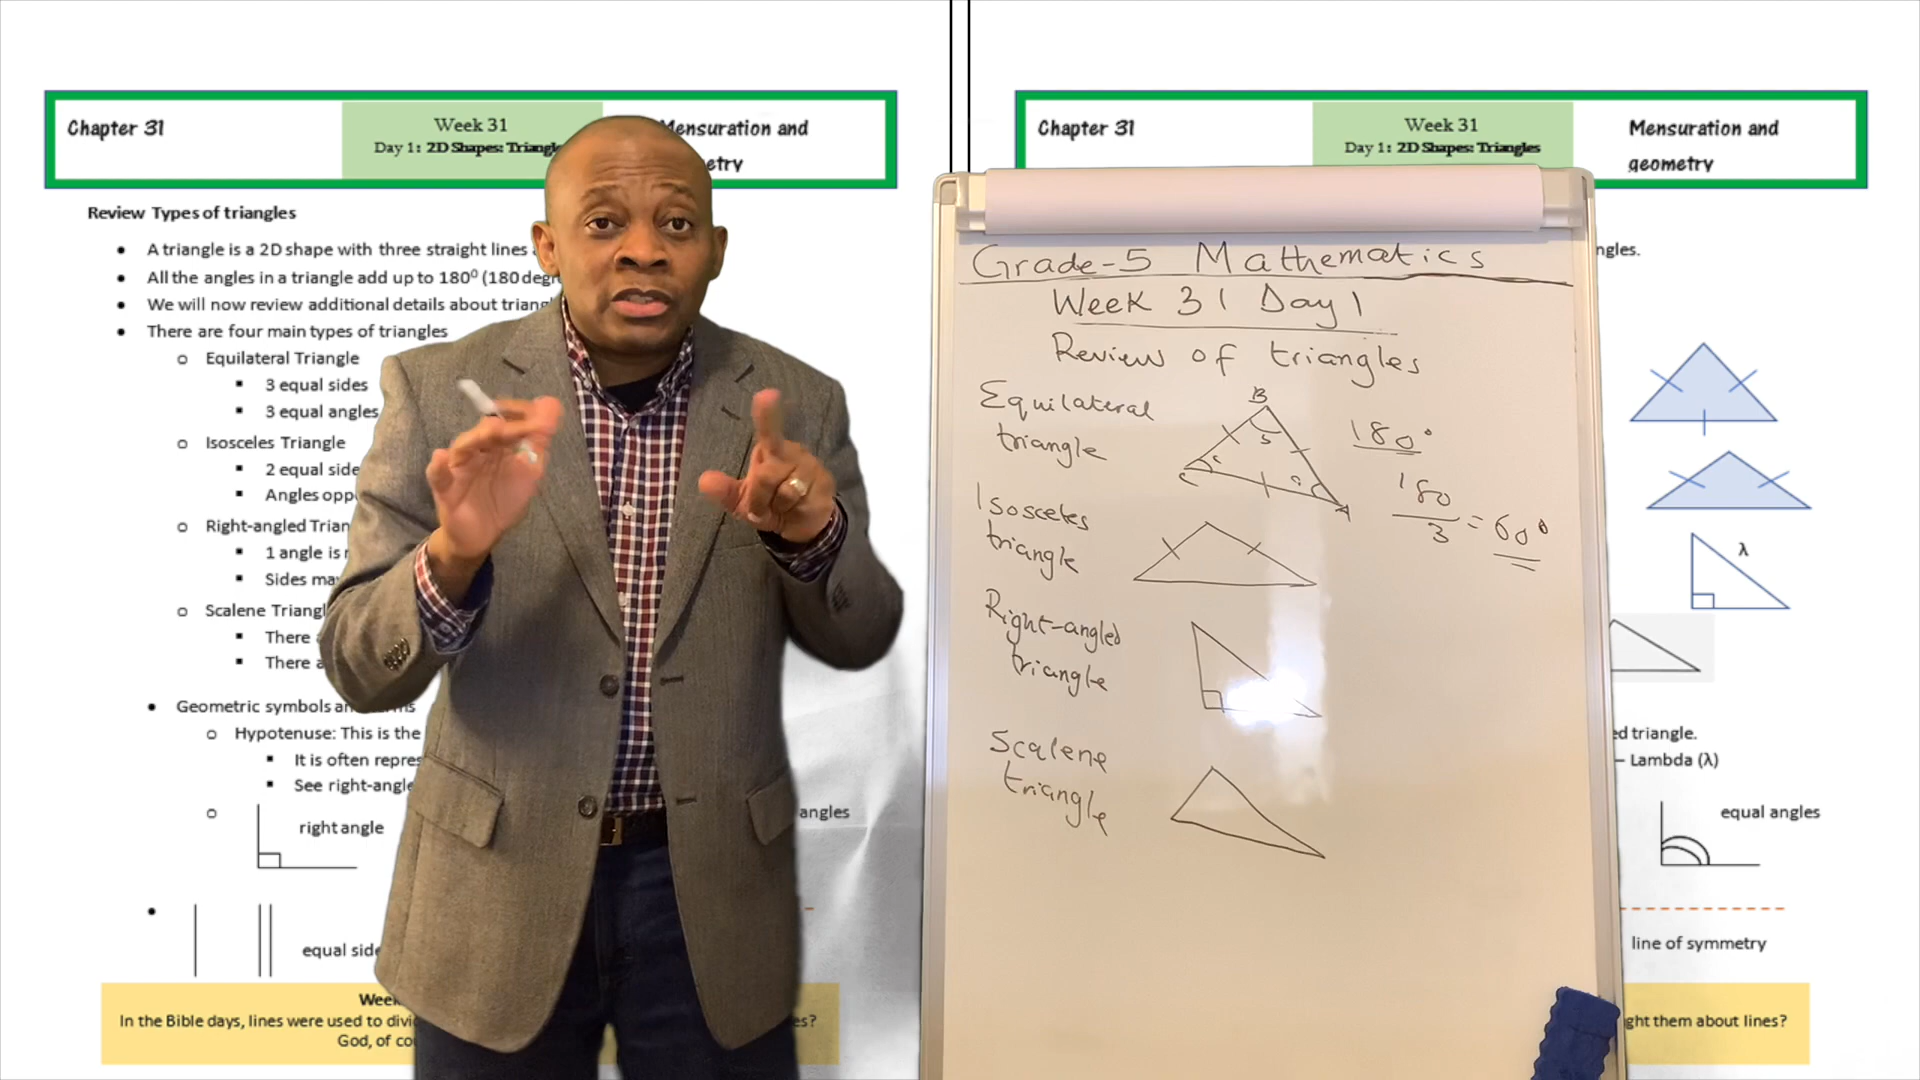 Chapter 31
Week 31
Day 1: 2D Shapes: Triangle
Mensuration and
etry
Review Types of triangles
• A triangle is a 2D shape with three straight lines
• All the angles in a triangle add up to 180⁰ (180 degr
• We will now review additional details about triang
• There are four main types of triangles
o Equilateral Triangle
▪ 3 equal sides
▪ 3 equal angles
o Isosceles Triangle
▪ 2 equal side
▪ Angles opp
o Right-angled Trian
▪ 1 angle is
▪ Sides ma
o Scalene Triangl
▪ There
▪ There a
• Geometric symbols an ms
o Hypotenuse: This is the
▪ It is often repres
▪ See right-angle
o right angle
angles
• equal side
Week
In the Bible days, lines were used to divi es?
God, of co
Chapter 31
Week 31
Day 1: 2D Shapes: Triangles
Mensuration and
geometry
ngles.
λ
ed triangle.
– Lambda (λ)
equal angles
line of symmetry
ght them about lines?
Grade-5 Mathematics
Week 31 Day 1
Review of triangles
Equilateral
triangle
B
C
A
180°
180
3 = 60°
Isosceles
triangle
Right-angled
triangle
Scalene
triangle